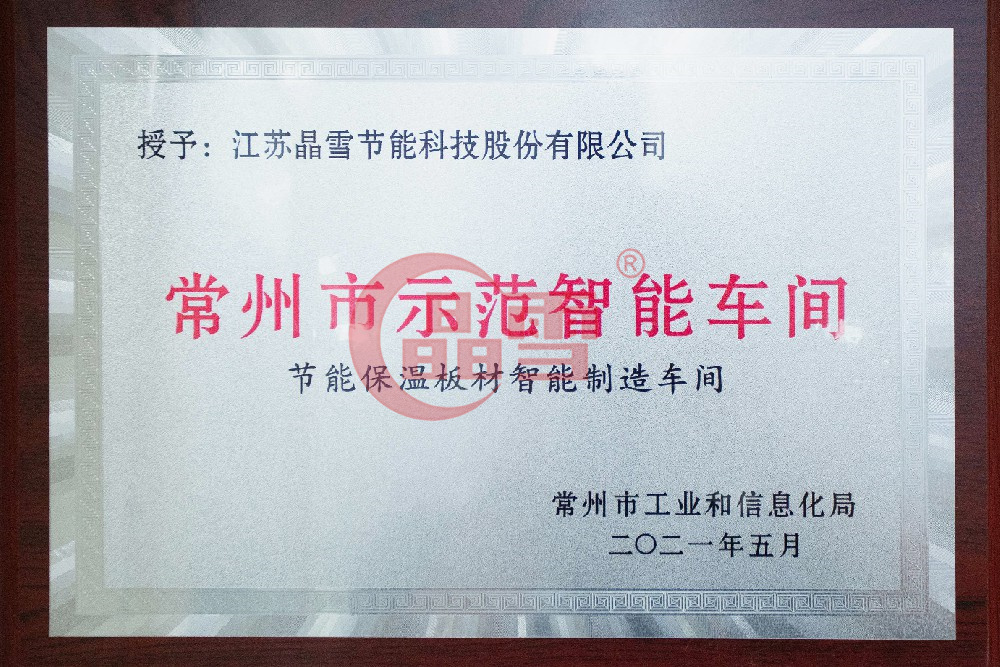 授予：江苏晶雪节能科技股份有限公司
常州市示范智能车间
晶雪®
节能保温板材智能制造车间
常州市工业和信息化局
二〇二一年五月